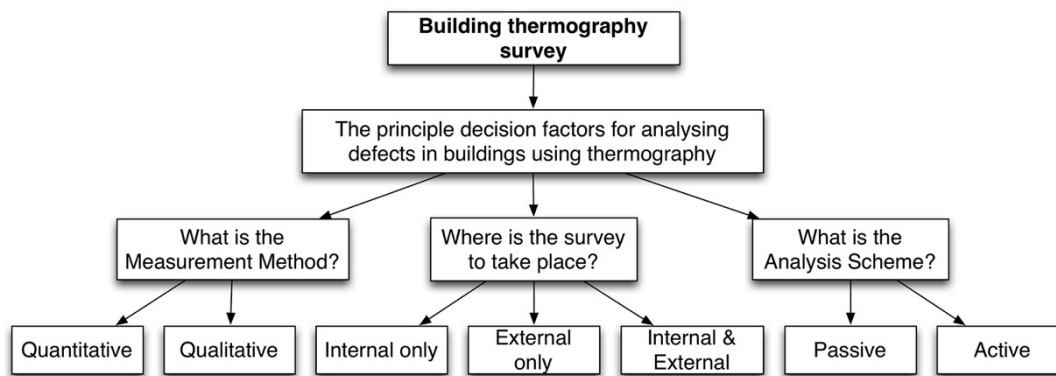 Building thermography
survey
The principle decision factors for analysing
defects in buildings using thermography
What is the
Measurement Method?
Where is the survey
to take place?
What is the
Analysis Scheme?
Quantitative
Qualitative
Internal only
External
only
Internal &
External
Passive
Active